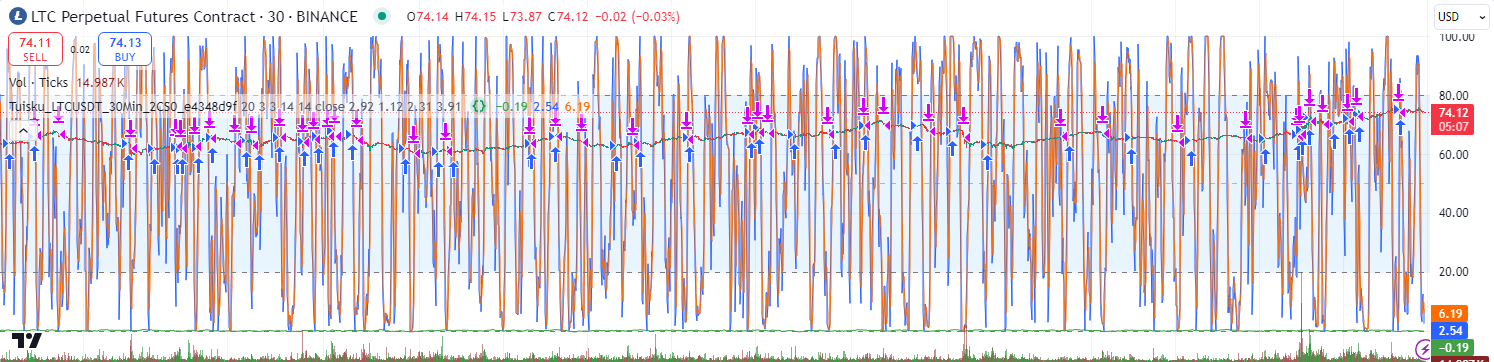 LTC Perpetual Futures Contract · 30 · BINANCE O74.14 H74.15 L73.87 C74.12 −0.02 (−0.03%)
USD
74.11 SELL
0.02
74.13 BUY
Vol · Ticks 14.987K
Tuisku_LTCUSDT_30Min_2CS0_e4348d9f 20 3 3 14 14 close 2.92 1.12 2.31 3.91 −0.19 2.54 6.19
100.00
80.00
74.12
05:07
60.00
40.00
20.00
6.19
2.54
−0.19